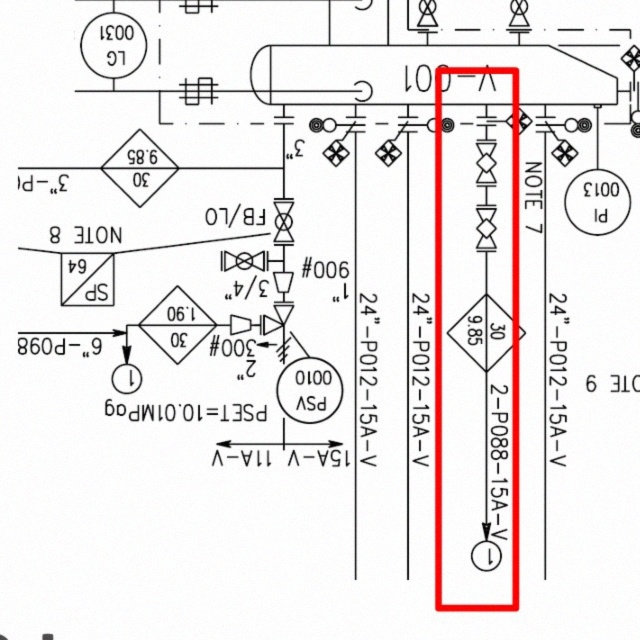 0031
LG
V-001
3"
9.85
30
3"-P0
FB/LO
NOTE 8
64
SP
3/4"
900#
1"
1.90
30
300#
2"
6"-P098
1
0010
PSV
PSET=10.01MPag
11A-V
15A-V
24"-P012-15A-V
24"-P012-15A-V
30
9.85
2-P088-15A-V
1
24"-P012-15A-V
NOTE 7
0013
PI
OTE 9